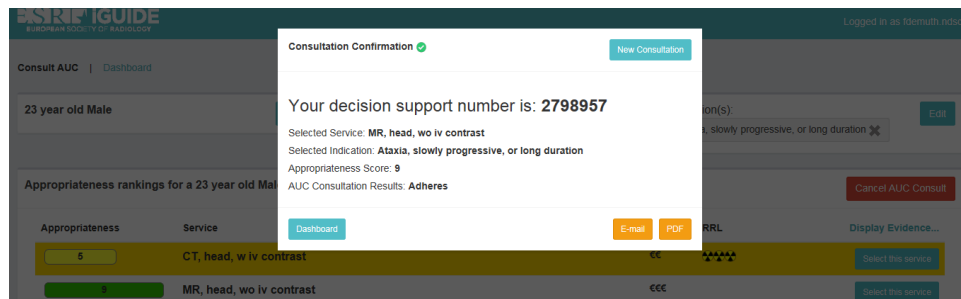 ESRF iGUIDE
EUROPEAN SOCIETY OF RADIOLOGY
Logged in as fdemuth.ndsc
Consult AUC | Dashboard
Consultation Confirmation
New Consultation
23 year old Male
ion(s):
Edit
a, slowly progressive, or long duration
Your decision support number is: 2798957
Selected Service: MR, head, wo iv contrast
Selected Indication: Ataxia, slowly progressive, or long duration
Appropriateness Score: 9
AUC Consultation Results: Adheres
Appropriateness rankings for a 23 year old Mal
Cancel AUC Consult
Dashboard
E-mail
PDF
Appropriateness
Service
RRL
Display Evidence...
5
CT, head, w iv contrast
€€
Select this service
9
MR, head, wo iv contrast
€€€
Select this service